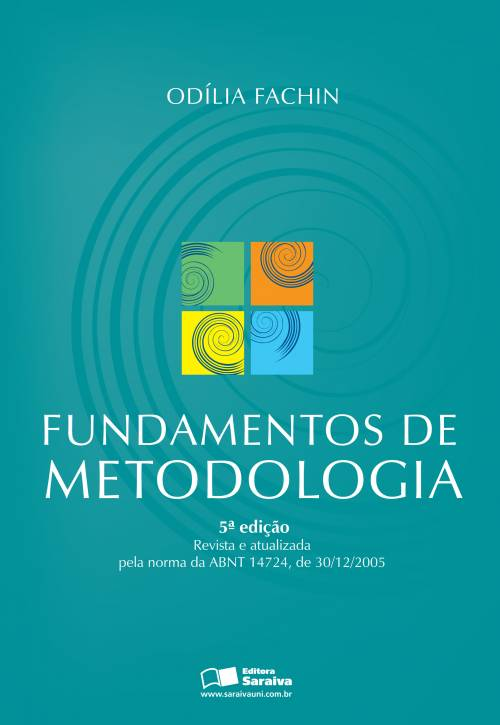 ODÍLIA FACHIN
FUNDAMENTOS DE
METODOLOGIA
5ª edição
Revista e atualizada
pela norma da ABNT 14724, de 30/12/2005
Editora
Saraiva
www.saraivauni.com.br